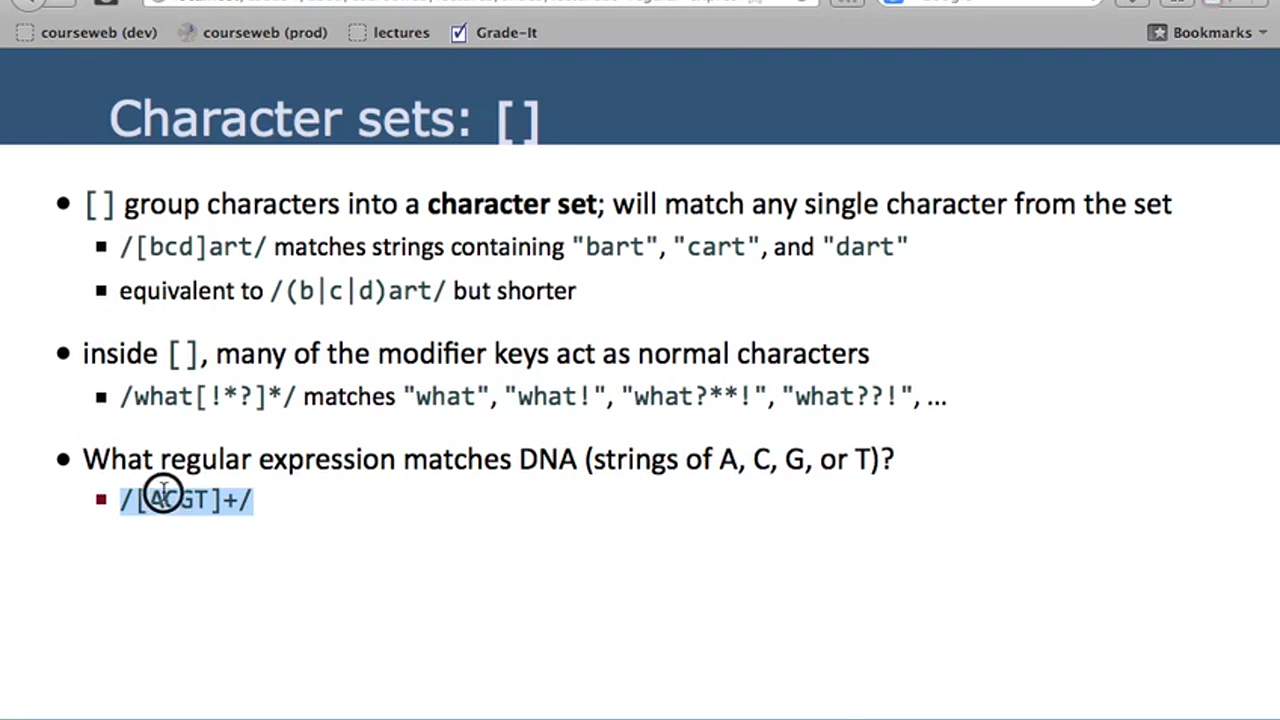 courseweb (dev) courseweb (prod) lectures Grade-It Bookmarks
Character sets: []
• [] group characters into a character set; will match any single character from the set
▪ /[bcd]art/ matches strings containing "bart", "cart", and "dart"
▪ equivalent to /(b|c|d)art/ but shorter
• inside [], many of the modifier keys act as normal characters
▪ /what[!*?]*/ matches "what", "what!", "what?**!", "what??!", ...
• What regular expression matches DNA (strings of A, C, G, or T)?
▪ /[ACGT]+/